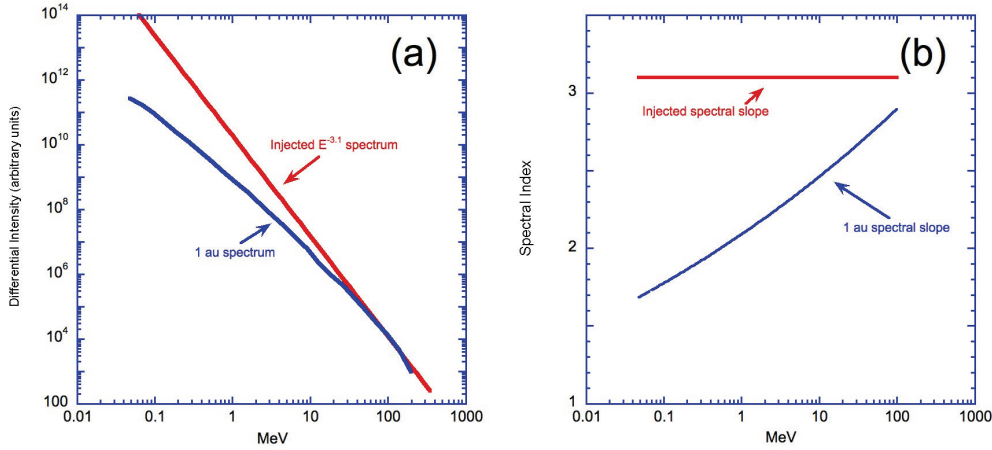 (a)
Differential Intensity (arbitrary units)
10^14
10^12
10^10
10^8
10^6
10^4
100
Injected E^-3.1 spectrum
1 au spectrum
0.01 0.1 1 10 100 1000
MeV
(b)
Spectral Index
3
2
1
Injected spectral slope
1 au spectral slope
0.01 0.1 1 10 100 1000
MeV